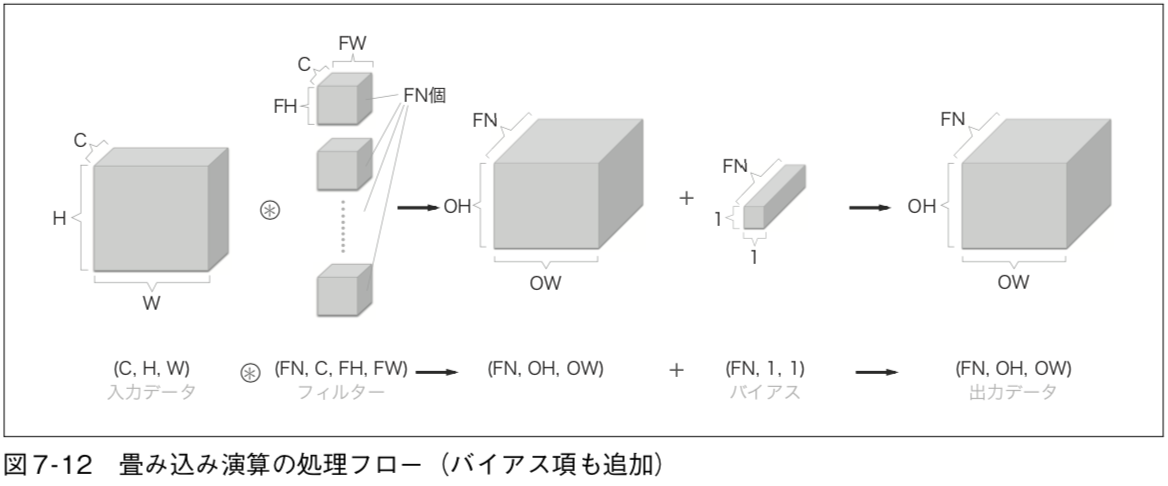 FW
C
FH
FN個
C
H
W
⊛
FN
OH
OW
+
FN
1
1
FN
OH
OW
(C, H, W) ⊛ (FN, C, FH, FW) → (FN, OH, OW) + (FN, 1, 1) → (FN, OH, OW)
入力データ フィルター バイアス 出力データ
図7-12 畳み込み演算の処理フロー（バイアス項も追加）